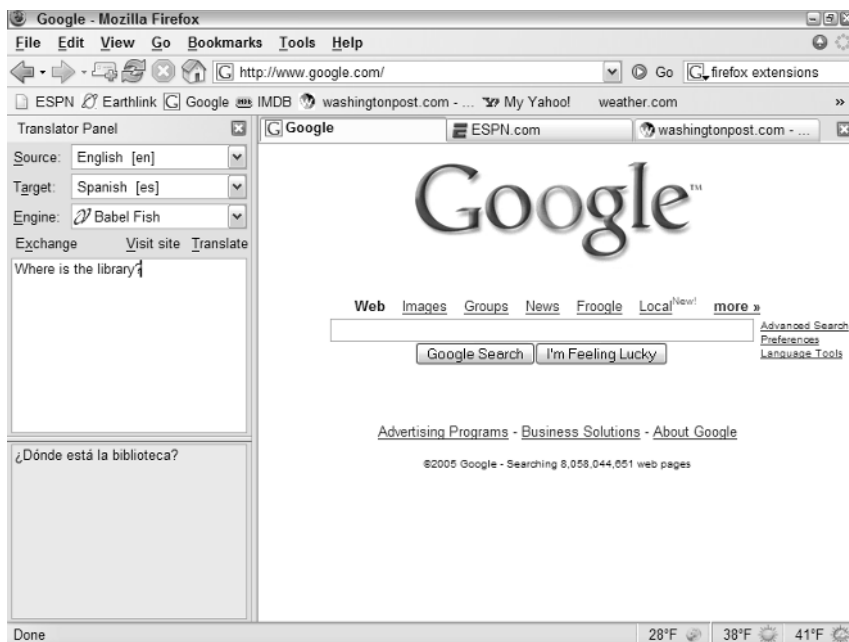 Google - Mozilla Firefox
File Edit View Go Bookmarks Tools Help
http://www.google.com/ Go firefox extensions
ESPN Earthlink Google IMDB washingtonpost.com - ... My Yahoo! weather.com »
Translator Panel
Google ESPN.com washingtonpost.com - ...
Source: English [en]
Target: Spanish [es]
Engine: Babel Fish
Exchange Visit site Translate
Where is the library?
¿Dónde está la biblioteca?
Google™
Web Images Groups News Froogle Local New! more »
Advanced Search
Preferences
Language Tools
Google Search I'm Feeling Lucky
Advertising Programs - Business Solutions - About Google
©2005 Google - Searching 8,058,044,651 web pages
Done 28°F 38°F 41°F